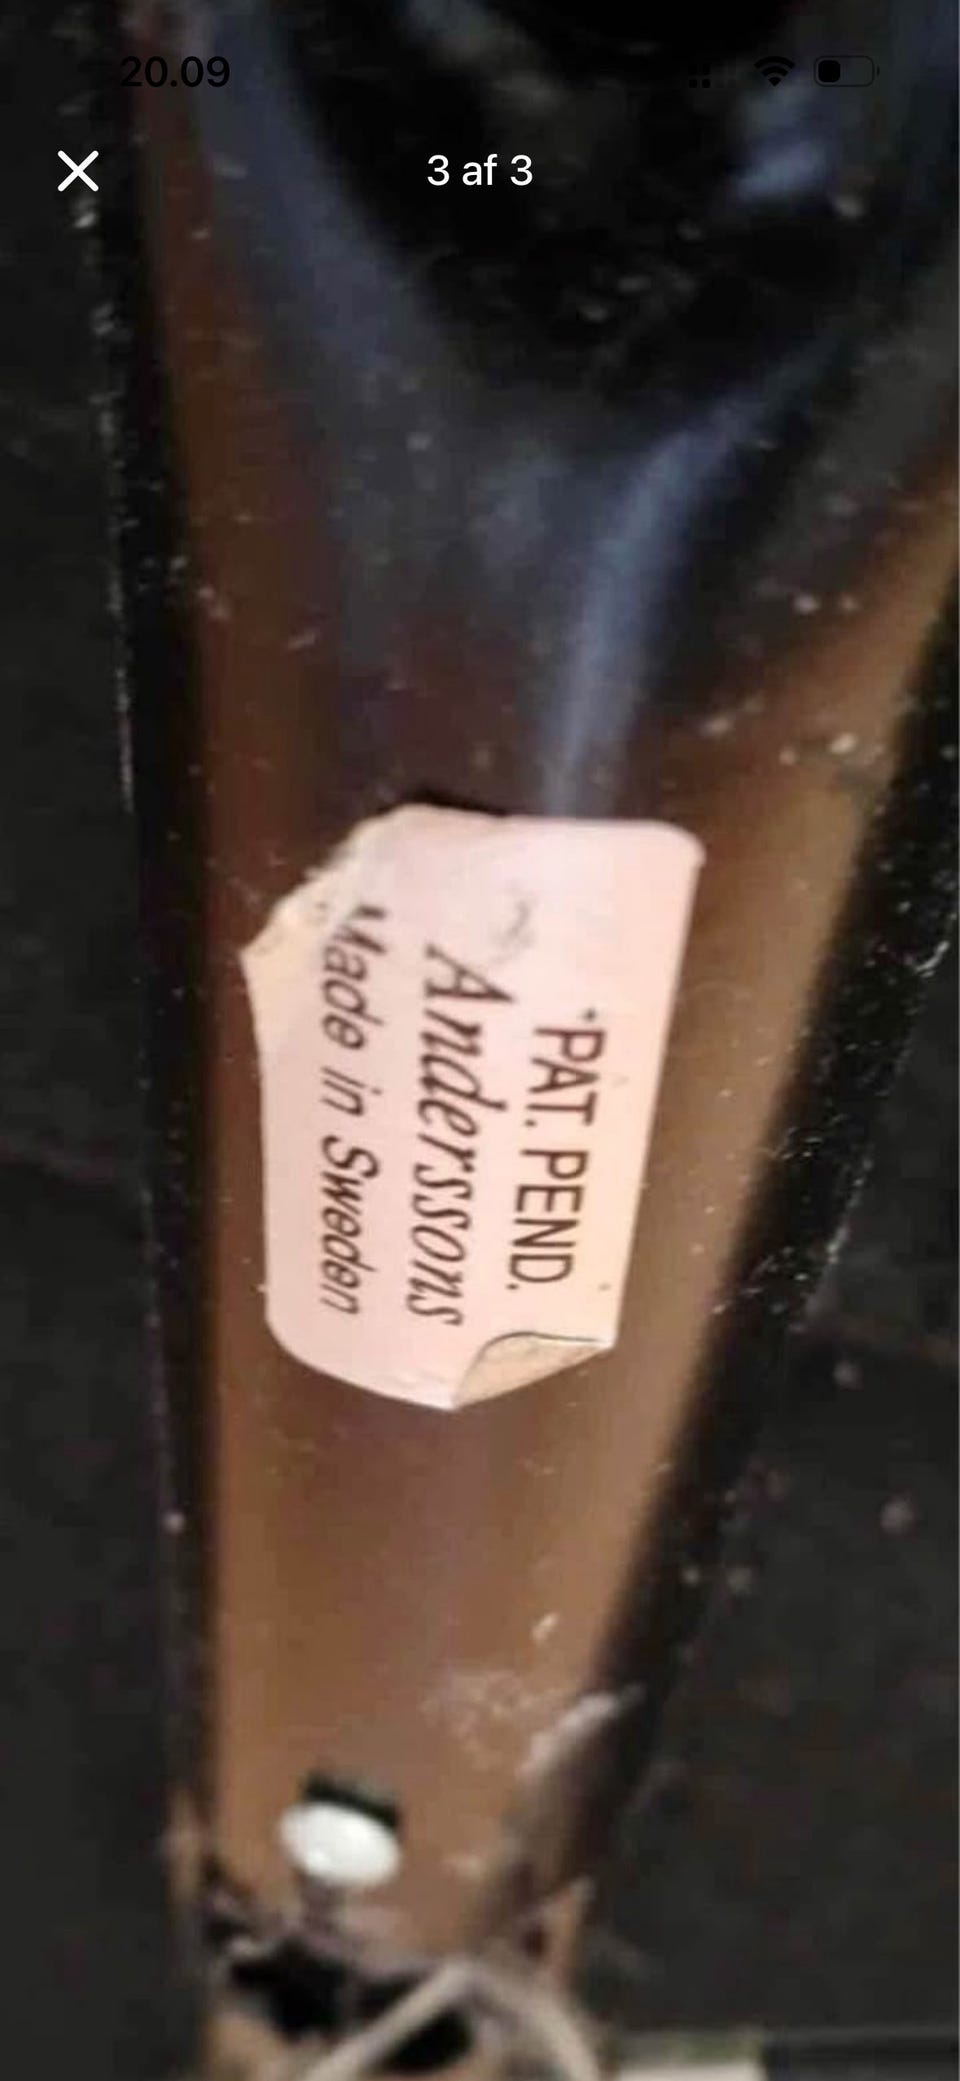 20.09
3 af 3
PAT. PEND.
Anderssons
Made in Sweden